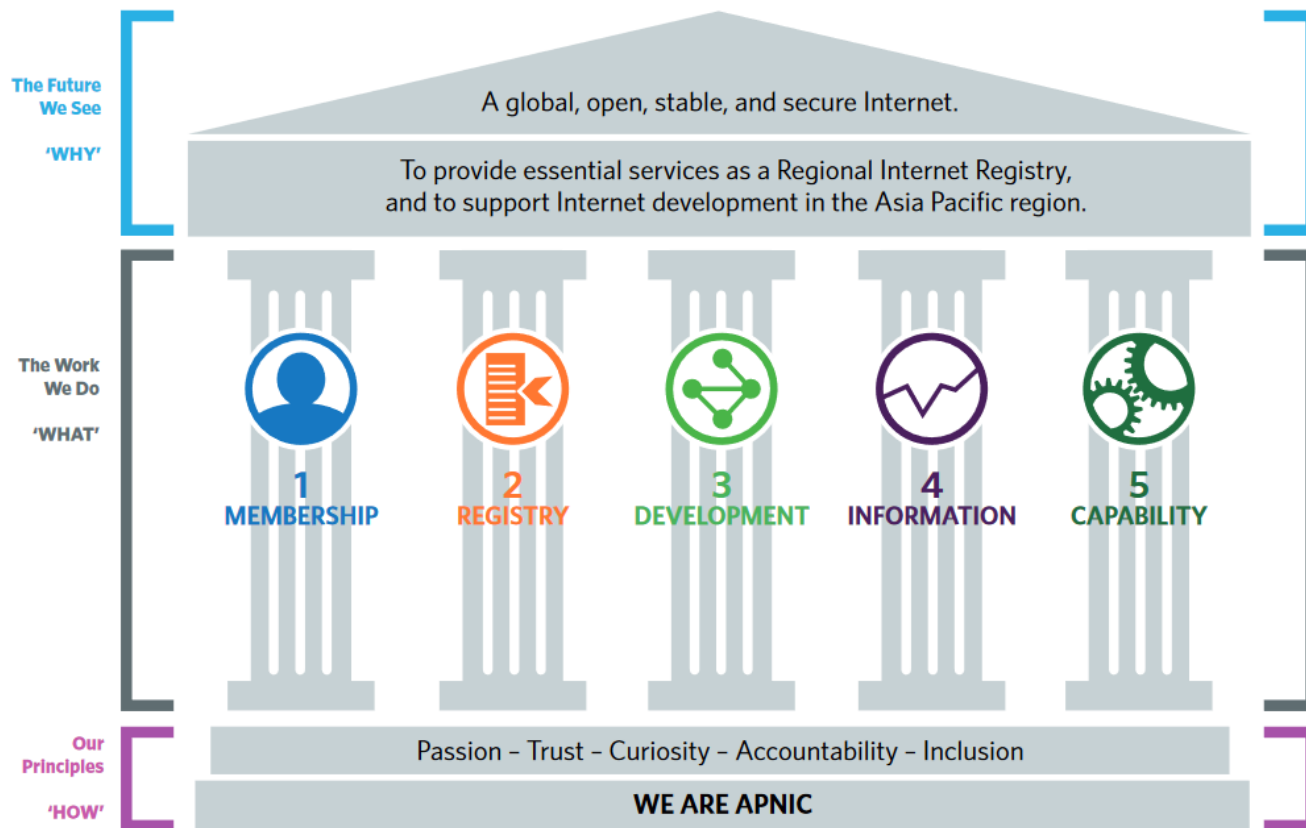 The Future
We See
‘WHY’
A global, open, stable, and secure Internet.
To provide essential services as a Regional Internet Registry,
and to support Internet development in the Asia Pacific region.
The Work
We Do
‘WHAT’
1
MEMBERSHIP
2
REGISTRY
3
DEVELOPMENT
4
INFORMATION
5
CAPABILITY
Our
Principles
‘HOW’
Passion – Trust – Curiosity – Accountability – Inclusion
WE ARE APNIC